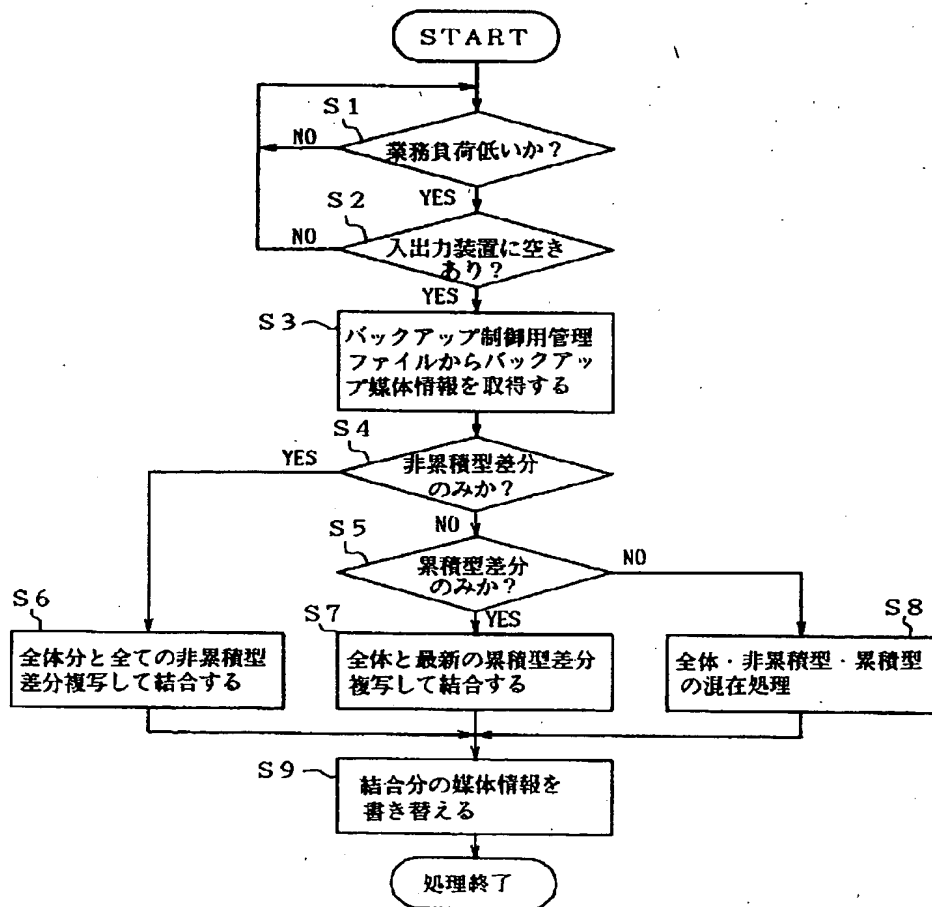 START
S1
業務負荷低いか?
NO
YES
S2
入出力装置に空き
あり?
NO
YES
S3
バックアップ制御用管理
ファイルからバックアッ
プ媒体情報を取得する
S4
非累積型差分
のみか?
YES
NO
S5
累積型差分
のみか?
NO
YES
S6
全体分と全ての非累積型
差分複写して結合する
S7
全体と最新の累積型差分
複写して結合する
S8
全体・非累積型・累積型
の混在処理
S9
結合分の媒体情報を
書き替える
処理終了